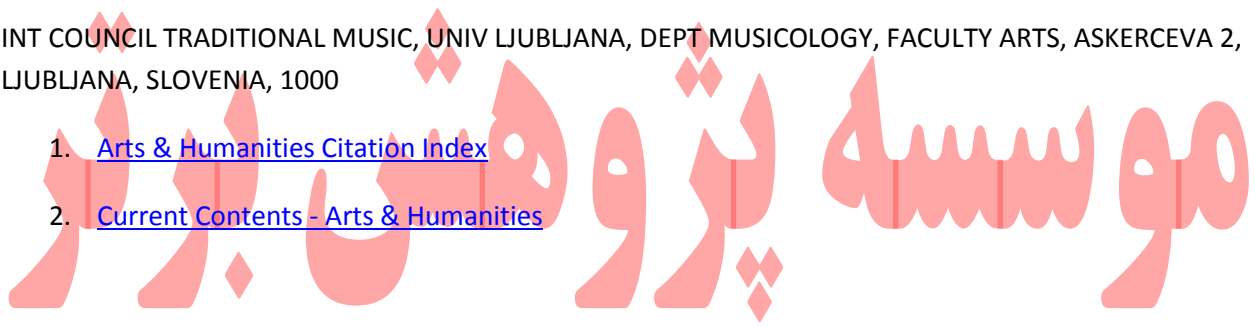 INT COUNCIL TRADITIONAL MUSIC, UNIV LJUBLJANA, DEPT MUSICOLOGY, FACULTY ARTS, ASKERCEVA 2,
LJUBLJANA, SLOVENIA, 1000
1. Arts & Humanities Citation Index
2. Current Contents - Arts & Humanities
موسسه پژوهش برتر